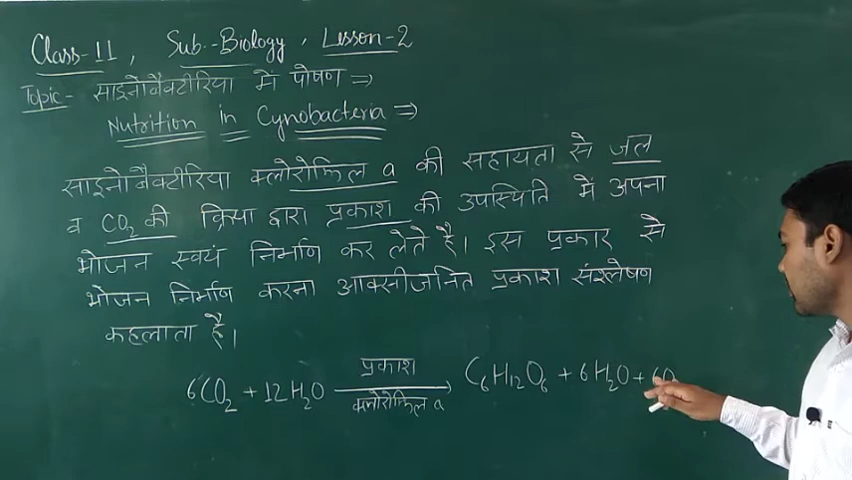 Class-11, Sub.-Biology, Lesson-2
Topic- साइनोबैक्टीरिया में पोषण ⇒
Nutrition in Cynobacteria ⇒
साइनोबैक्टीरिया क्लोरोफिल a की सहायता से जल
व CO₂ की क्रिया द्वारा प्रकाश की उपस्थिति में अपना
भोजन स्वयं निर्माण कर लेते है। इस प्रकार से
भोजन निर्माण करना आक्सीजनित प्रकाश संश्लेषण
कहलाता है।
प्रकाश
6CO₂ + 12H₂O ⟶ C₆H₁₂O₆ + 6H₂O + 6O
क्लोरोफिल a